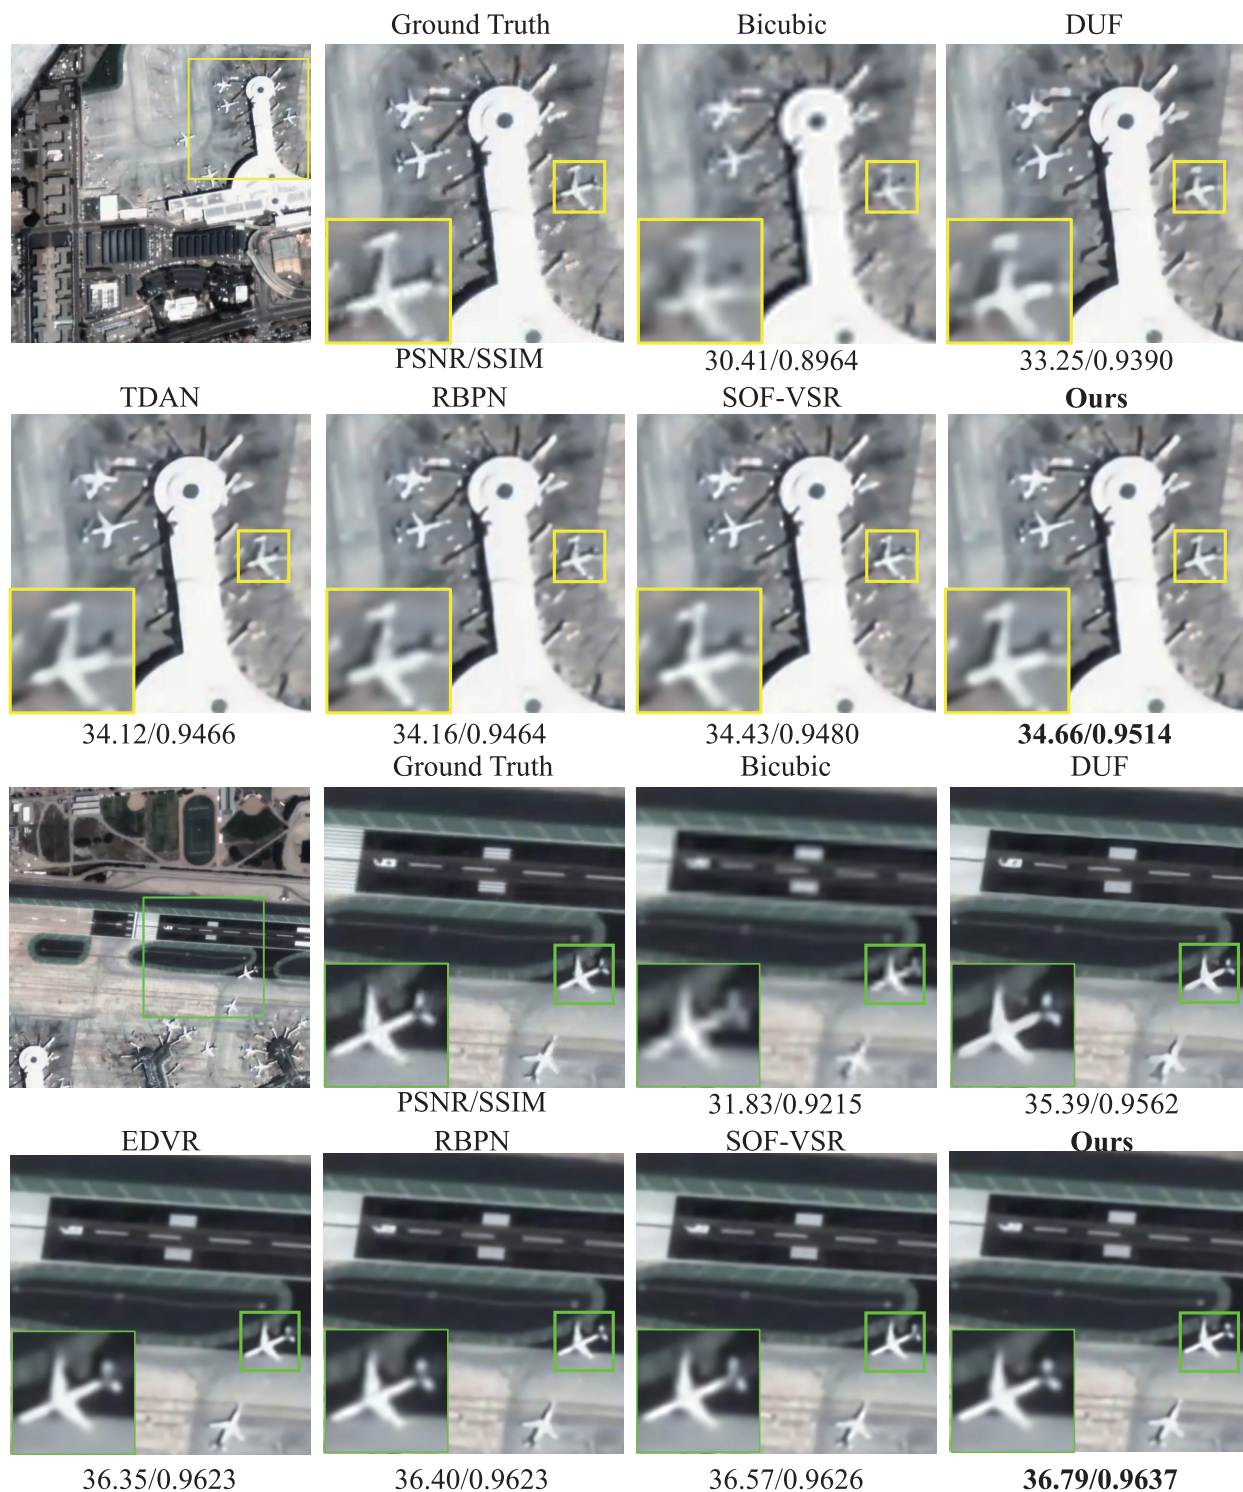 Ground Truth Bicubic DUF
PSNR/SSIM 30.41/0.8964 33.25/0.9390
TDAN RBPN SOF-VSR Ours
34.12/0.9466 34.16/0.9464 34.43/0.9480 34.66/0.9514
Ground Truth Bicubic DUF
PSNR/SSIM 31.83/0.9215 35.39/0.9562
EDVR RBPN SOF-VSR Ours
36.35/0.9623 36.40/0.9623 36.57/0.9626 36.79/0.9637